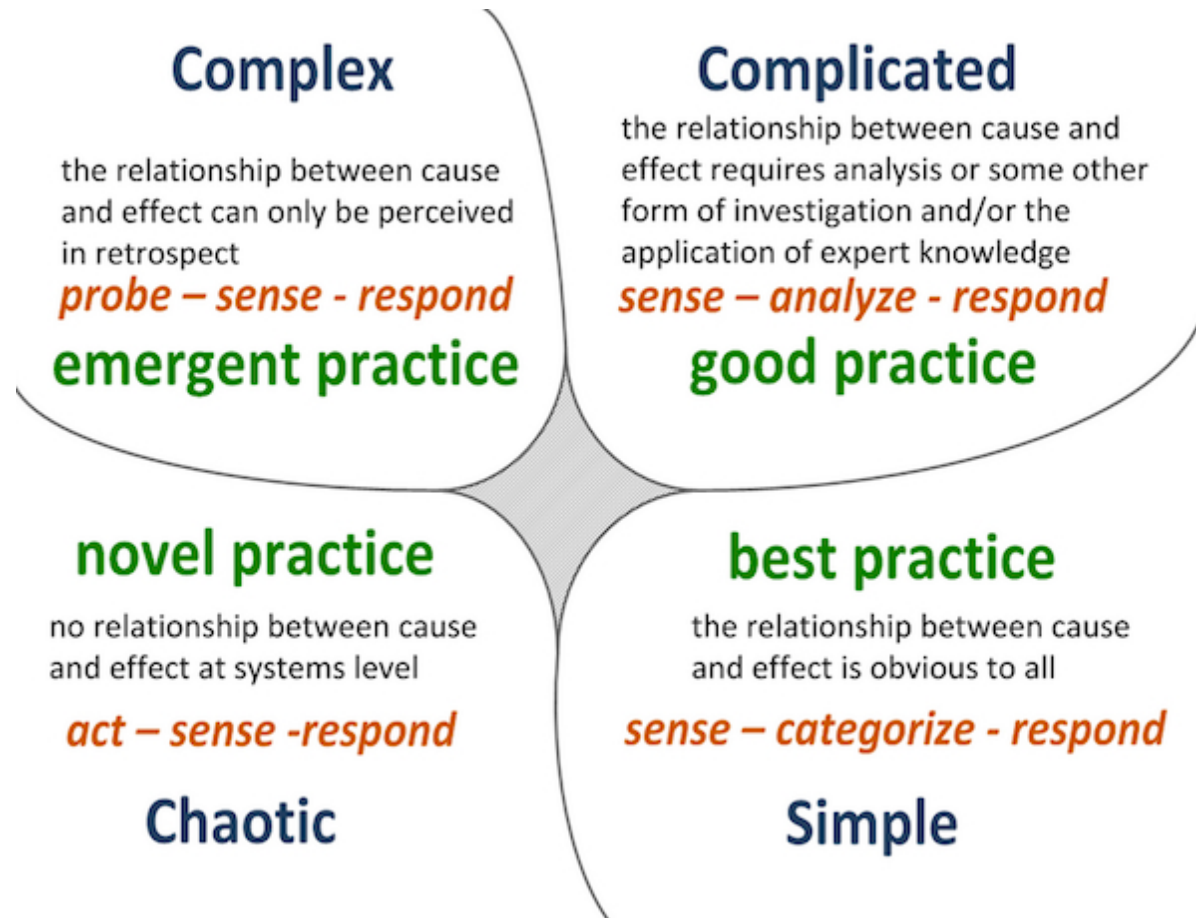 Complex
the relationship between cause
and effect can only be perceived
in retrospect
probe – sense - respond
emergent practice
Complicated
the relationship between cause and
effect requires analysis or some other
form of investigation and/or the
application of expert knowledge
sense – analyze - respond
good practice
novel practice
no relationship between cause
and effect at systems level
act – sense -respond
Chaotic
best practice
the relationship between cause
and effect is obvious to all
sense – categorize - respond
Simple